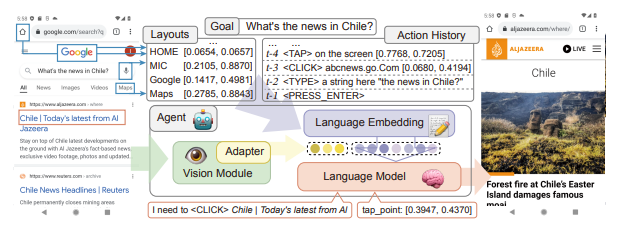 5:58
google.com/search?q
Google
1
What's the news in Chile?
All
News
Images
Videos
Maps
https://www.aljazeera.com › where
Chile | Today's latest from Al
Jazeera
Stay on top of Chile latest developments on
the ground with Al Jazeera's fact-based news,
exclusive video footage, photos and updated.
https://www.reuters.com › archive
Chile News Headlines | Reuters
Chile permanently closes mining areas
Goal
What's the news in Chile?
Layouts
...
HOME [0.0654, 0.0657]
MIC [0.2105, 0.8870]
Google [0.1417, 0.4981]
Maps [0.2785, 0.8843]
Action History
... ...
t-4 <TAP> on the screen [0.7768, 0.7205]
t-3 <CLICK> abcnews.go.Com [0.0680, 0.4194]
t-2 <TYPE> a string here "the news in Chile?"
t-1 <PRESS_ENTER>
Agent
Language Embedding
Adapter
Vision Module
Language Model
I need to <CLICK> Chile | Today's latest from Al
tap_point: [0.3947, 0.4370]
5:59
aljazeera.com/where/
ALJAZEERA
LIVE
Chile
Forest fire at Chile's Easter
Island damages famous
moai